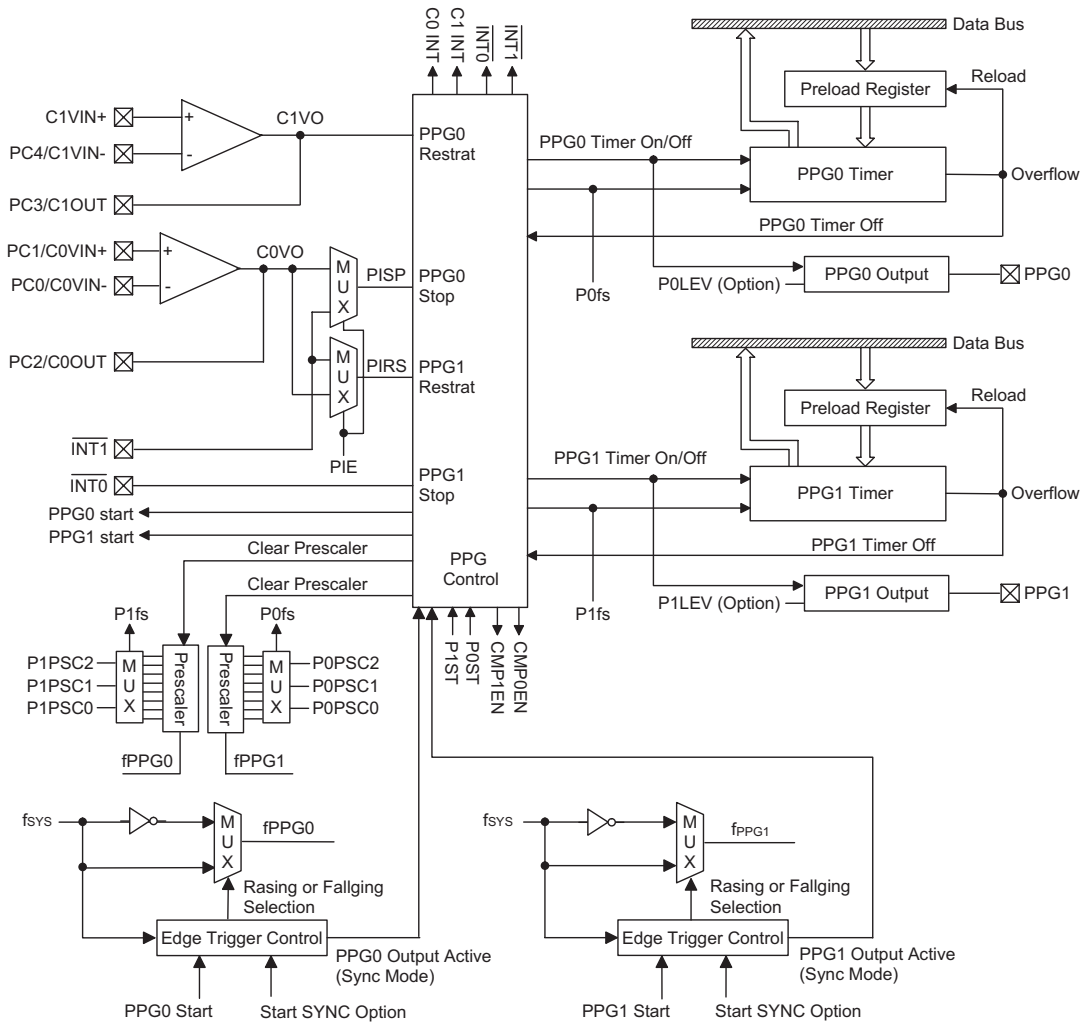 C0 INT
C1 INT
INT0
INT1
Data Bus
Preload Register
Reload
PPG0 Timer On/Off
PPG0 Timer
Overflow
PPG0 Timer Off
P0LEV (Option)
PPG0 Output
PPG0
P0fs
C1VIN+
+
C1VO
PPG0
Restrat
PC4/C1VIN-
-
PC3/C1OUT
PC1/C0VIN+
+
C0VO
PC0/C0VIN-
-
MUX
PISP
PPG0
Stop
PC2/C0OUT
MUX
PIRS
PPG1
Restrat
INT1
PIE
INT0
PPG1
Stop
PPG0 start
PPG1 start
Clear Prescaler
Clear Prescaler
PPG
Control
Data Bus
Preload Register
Reload
PPG1 Timer On/Off
PPG1 Timer
Overflow
PPG1 Timer Off
P1LEV (Option)
PPG1 Output
PPG1
P1fs
P1fs
P0fs
P1PSC2
P1PSC1
P1PSC0
MUX
Prescaler
Prescaler
MUX
P0PSC2
P0PSC1
P0PSC0
fPPG0
fPPG1
P1ST
P0ST
CMP1EN
CMP0EN
fSYS
MUX
fPPG0
Rasing or Fallging
Selection
Edge Trigger Control
PPG0 Output Active
(Sync Mode)
PPG0 Start
Start SYNC Option
fSYS
MUX
fPPG1
Rasing or Fallging
Selection
Edge Trigger Control
PPG1 Output Active
(Sync Mode)
PPG1 Start
Start SYNC Option